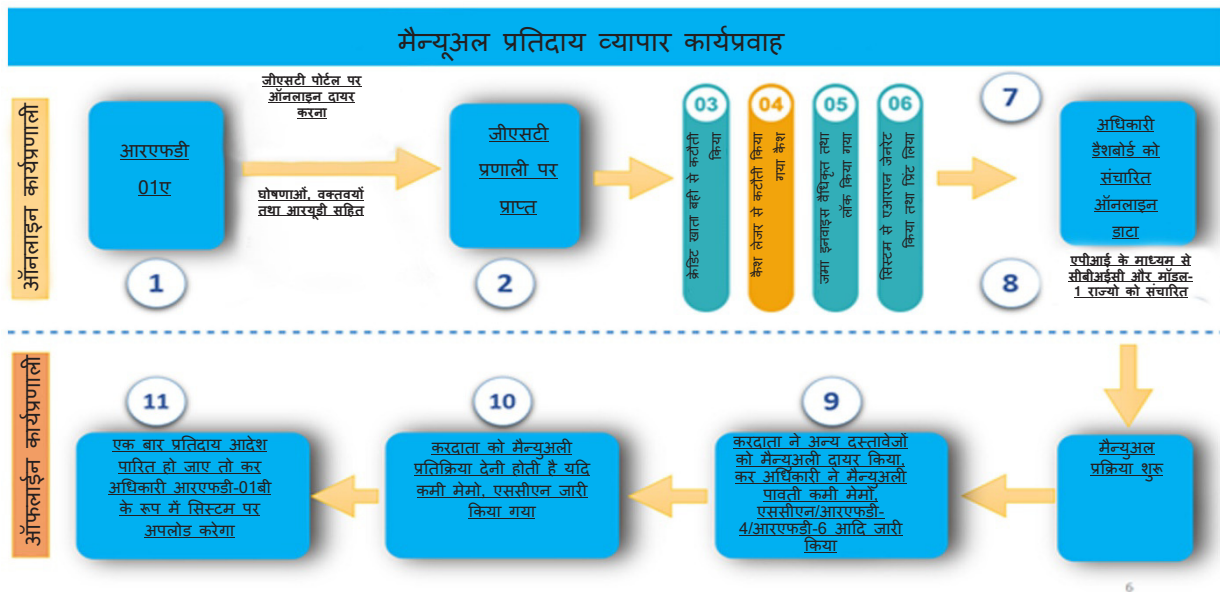 मैन्यूअल प्रतिदाय व्यापार कार्यप्रवाह
ऑनलाइन कार्यप्रणाली
आरएफडी
01ए
1
जीएसटी पोर्टल पर
ऑनलाइन दायर
करना
घोषणाओं, वक्तवयों
तथा आरयूडी सहित
जीएसटी
प्रणाली पर
प्राप्त
2
03
क्रेडिट खाता बही से कटौती
किया
04
कैश लेजर से कटौती किया
गया कैश
05
जमा इनवाइस वैधिकृत तथा
लॉक किया गया
06
सिस्टम से एआरएन जेनरेट
किया तथा प्रिंट लिया
7
8
अधिकारी
डैशबोर्ड को
संचारित
ऑनलाइन
डाटा
एपीआई के माध्यम से
सीबीआईसी और मॉडल-
1 राज्यो को संचारित
ऑफलाईन कार्यप्रणाली
मैन्युअल
प्रक्रिया शुरू
9
करदाता ने अन्य दस्तावेजों
को मैन्युअली दायर किया,
कर अधिकारी ने मैन्युअली
पावती कमी मेमो,
एससीएन/आरएफडी-
4/आरएफडी-6 आदि जारी
किया
10
करदाता को मैन्युअली
प्रतिक्रिया देनी होती है यदि
कमी मेमो, एससीएन जारी
किया गया
11
एक बार प्रतिदाय आदेश
पारित हो जाए तो कर
अधिकारी आरएफडी-01बी
के रूप में सिस्टम पर
अपलोड करेगा
6